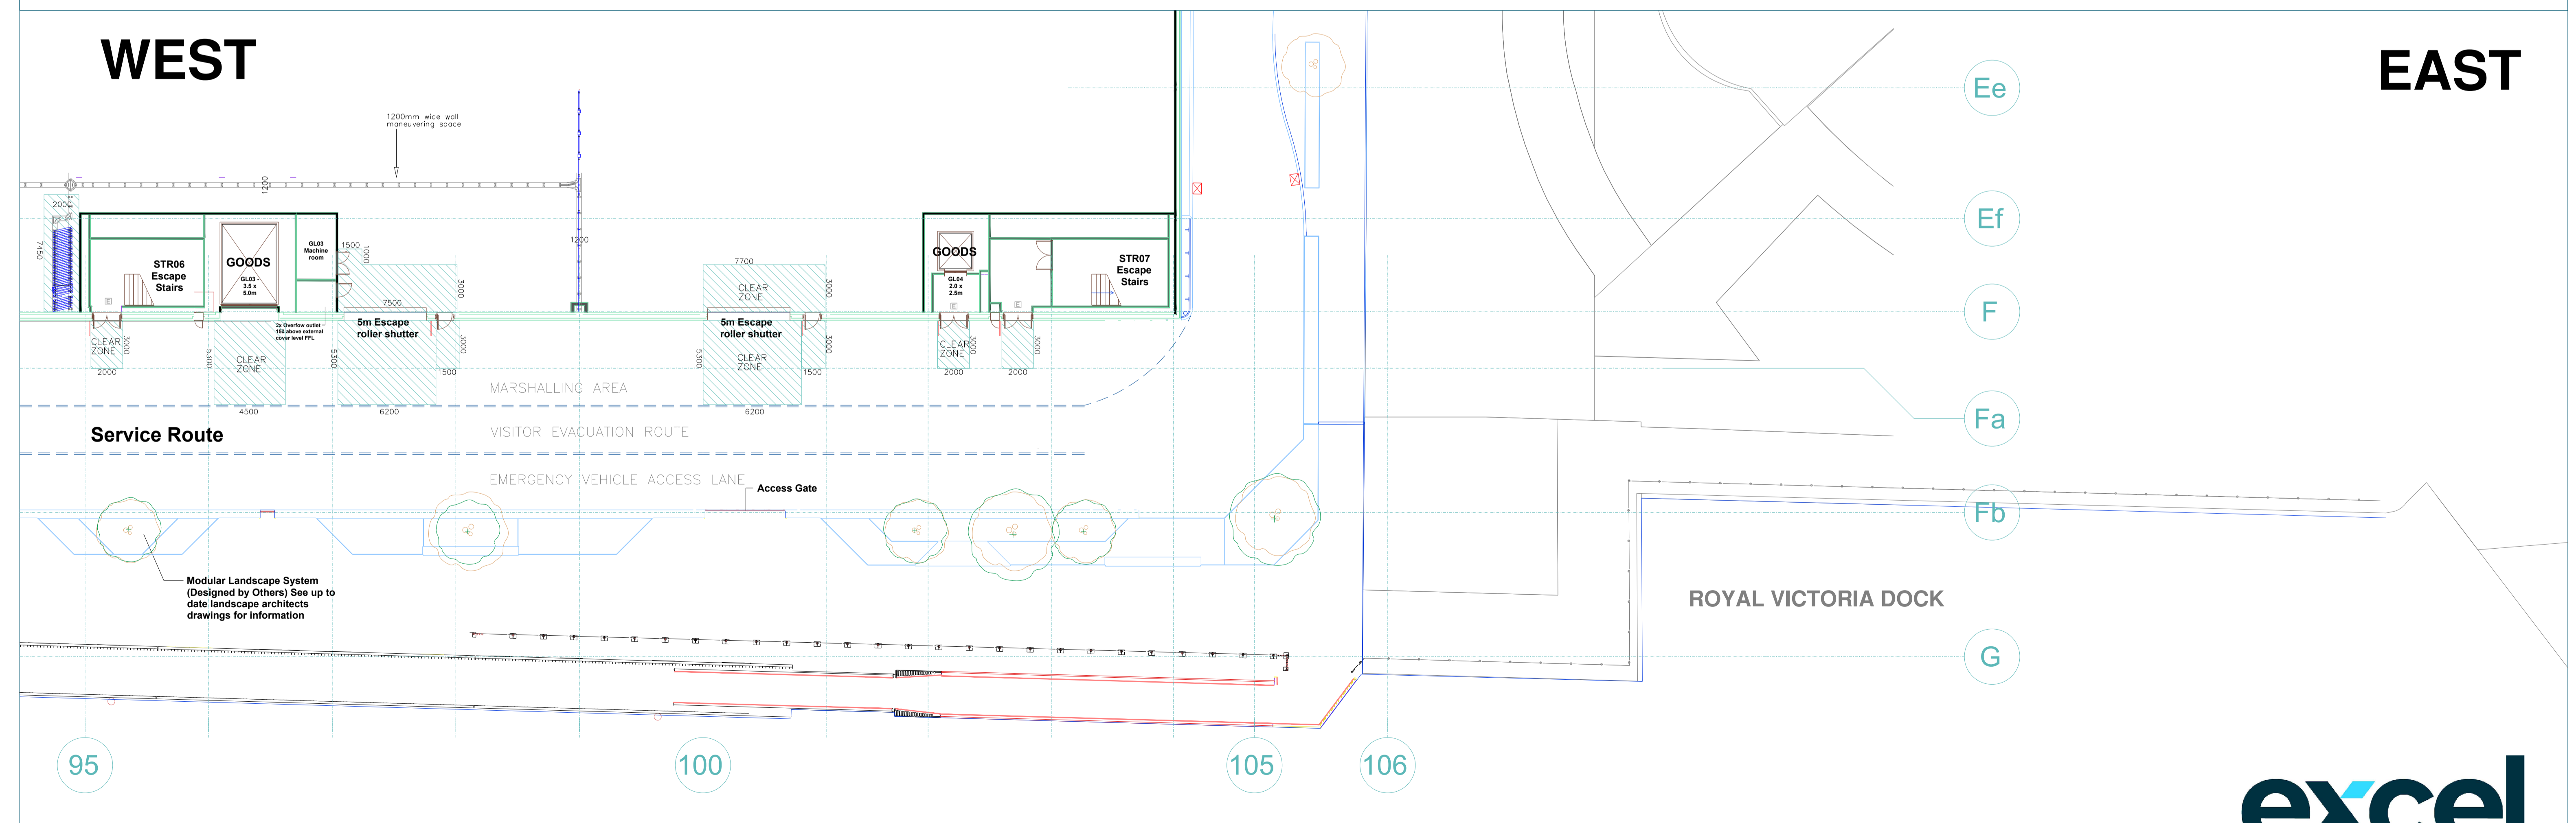 WEST
EAST
Ee
1200mm wide wall
maneuvering space
1200
2000
7450
Ef
GL03
Machine
room
1500
1000
GOODS
GL03 -
3.5 x
5.0m
STR06
Escape
Stairs
1200
7700
CLEAR
ZONE
3000
3000
7500
GOODS
GL04
2.0 x
2.5m
STR07
Escape
Stairs
F
2x Overfow outlet
150 above external
cover level FFL
5m Escape
roller shutter
5m Escape
roller shutter
CLEAR
ZONE
3000
2000
5300
CLEAR
ZONE
4500
5300
6200
3000
1500
5300
CLEAR
ZONE
6200
3000
1500
CLEAR
ZONE
3000
2000
3000
2000
MARSHALLING AREA
Fa
Service Route
VISITOR EVACUATION ROUTE
EMERGENCY VEHICLE ACCESS LANE
Access Gate
Fb
Modular Landscape System
(Designed by Others) See up to
date landscape architects
drawings for information
ROYAL VICTORIA DOCK
G
95
100
105
106
excel